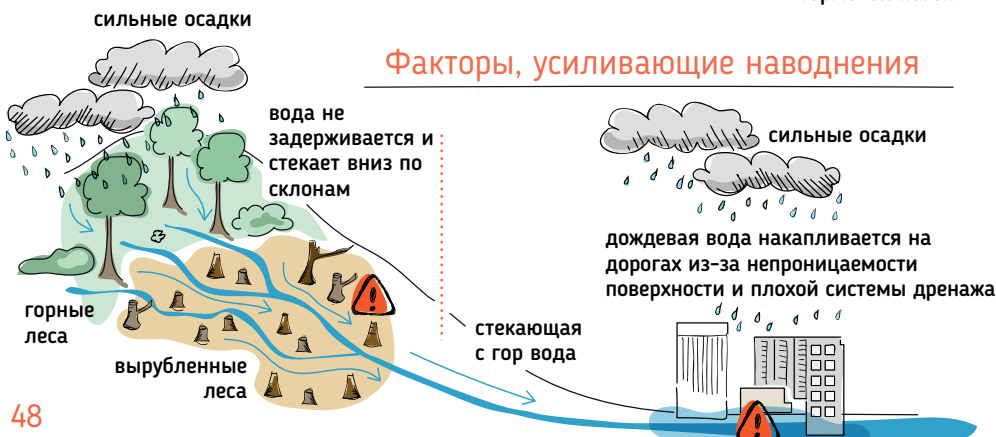 сильные осадки
Факторы, усиливающие наводнения
вода не
задерживается и
стекает вниз по
склонам
сильные осадки
дождевая вода накапливается на
дорогах из-за непроницаемости
поверхности и плохой системы дренажа
горные
леса
стекающая
с гор вода
вырубленные
леса
48